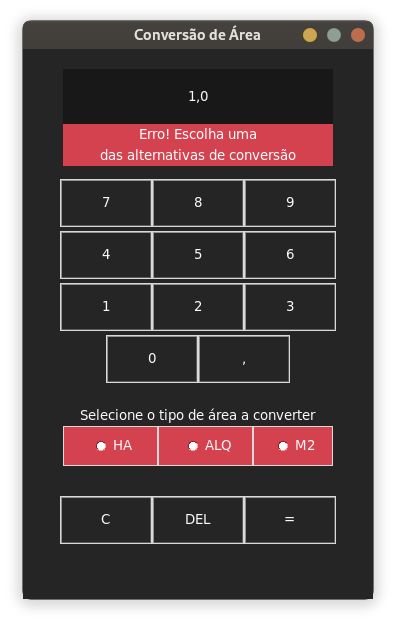 Conversão de Área
1,0
Erro! Escolha uma
das alternativas de conversão
7 8 9
4 5 6
1 2 3
0 ,
Selecione o tipo de área a converter
HA ALQ M2
C DEL =